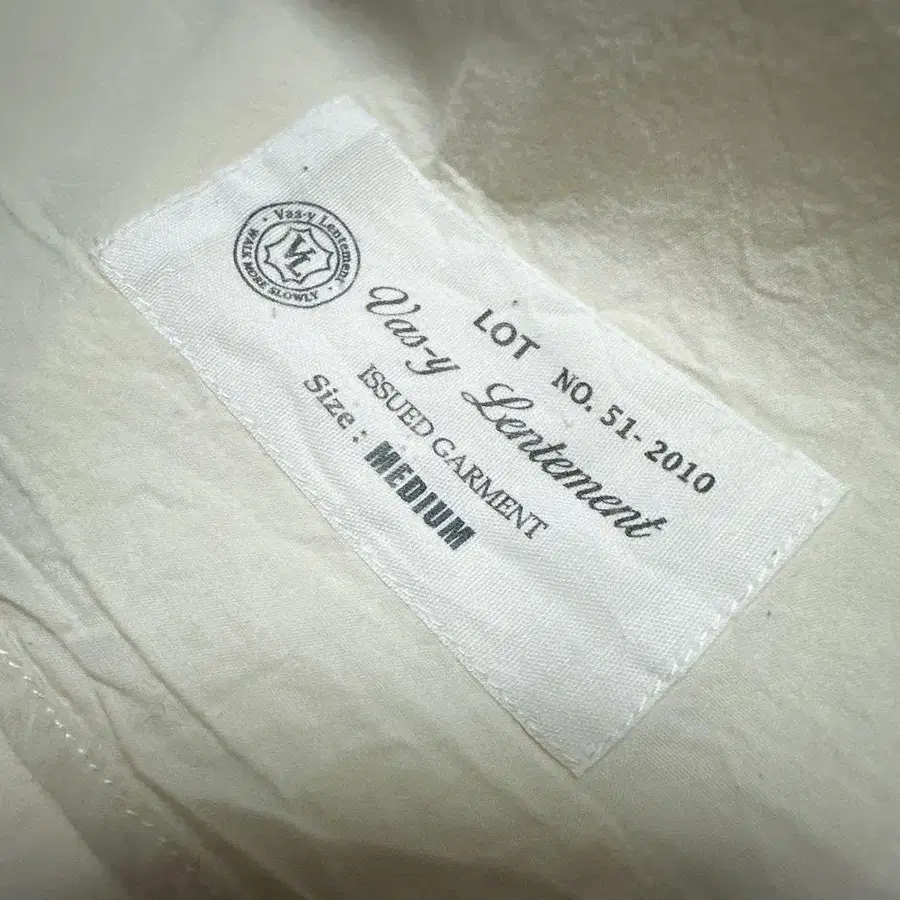 · Vas-y Lentement ·
WALK MORE SLOWLY
VL
LOT NO. 51-2010
Vas-y Lentement
ISSUED GARMENT
Size : MEDIUM